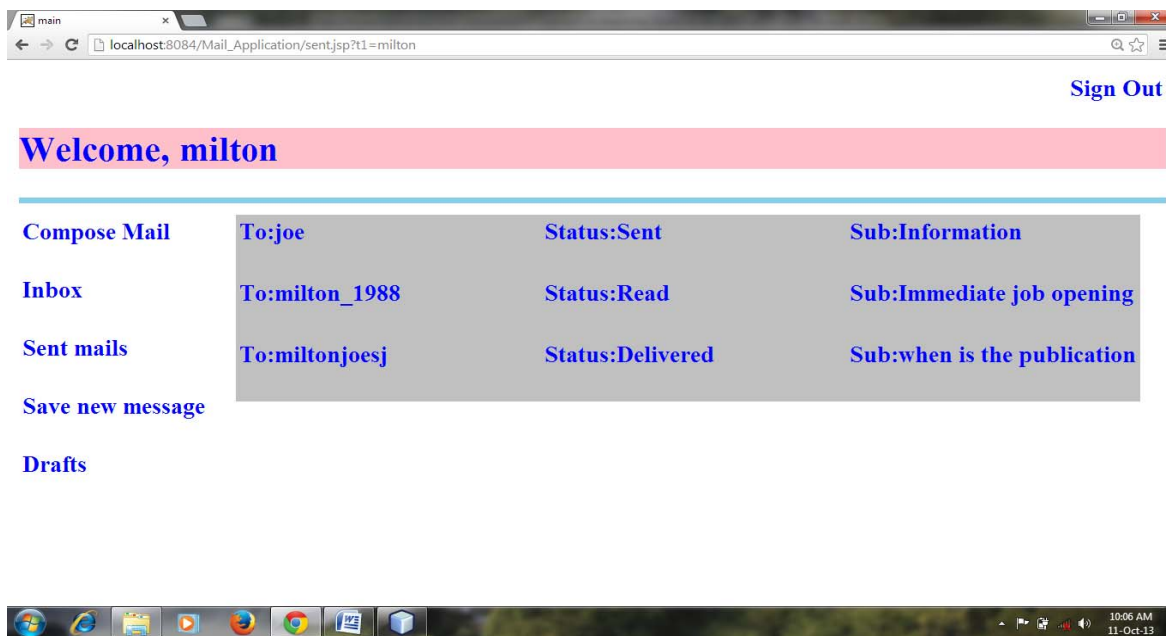 main
localhost:8084/Mail_Application/sent.jsp?t1=milton
Sign Out
Welcome, milton
Compose Mail
Inbox
Sent mails
Save new message
Drafts
To:joe Status:Sent Sub:Information
To:milton_1988 Status:Read Sub:Immediate job opening
To:miltonjoesj Status:Delivered Sub:when is the publication
10:06 AM
11-Oct-13